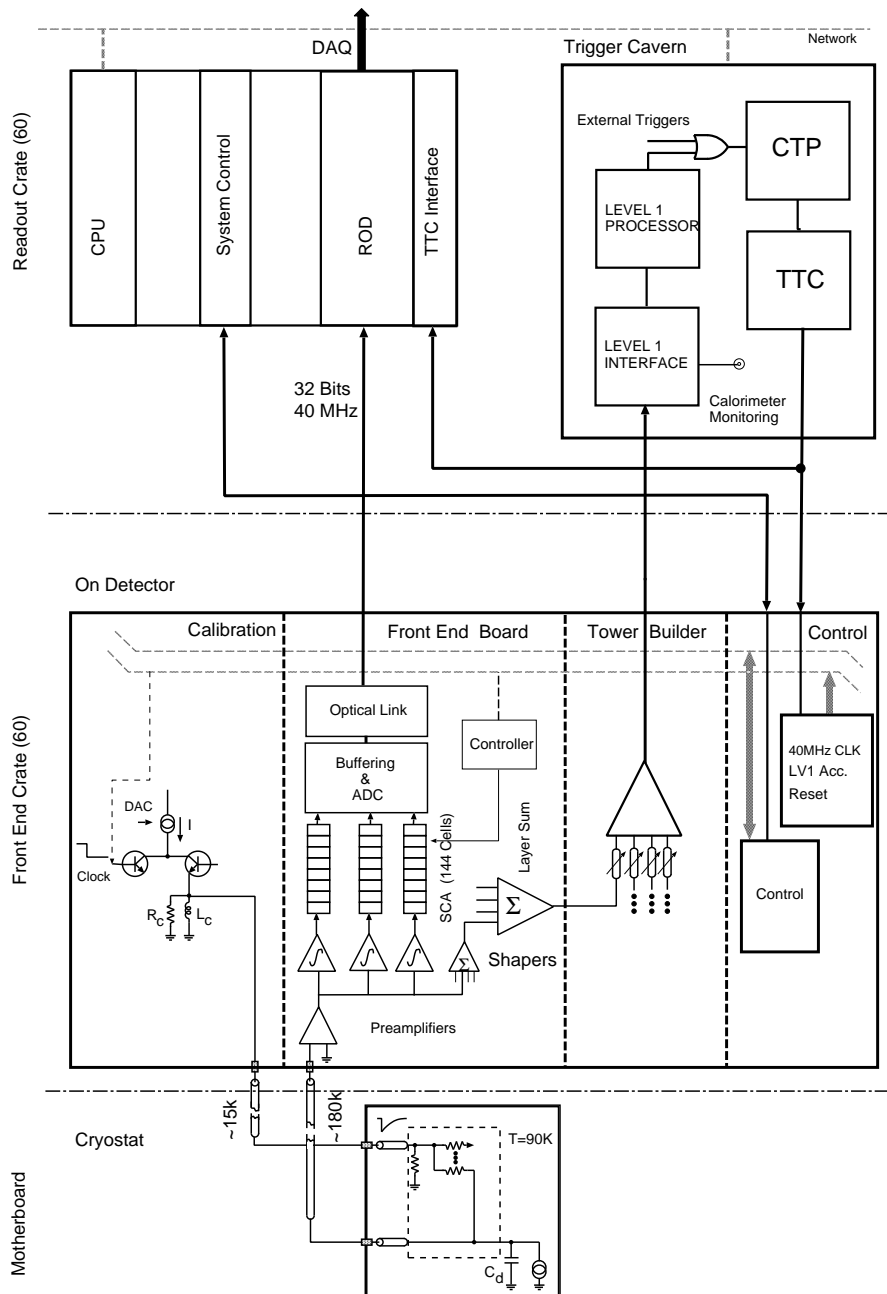 DAQ
Network
Trigger Cavern
Readout Crate (60)
CPU
System Control
ROD
TTC Interface
External Triggers
CTP
LEVEL 1
PROCESSOR
TTC
LEVEL 1
INTERFACE
Calorimeter
Monitoring
32 Bits
40 MHz
On Detector
Front End Crate (60)
Calibration
Front End Board
Tower Builder
Control
Optical Link
Controller
Buffering
&
ADC
40MHz CLK
LV1 Acc.
Reset
DAC
I
Clock
SCA (144 Cells)
Layer Sum
Σ
Control
Rc
Lc
∫
∫
∫
Σ
Shapers
Preamplifiers
~15k
~180k
Motherboard
Cryostat
T=90K
Cd